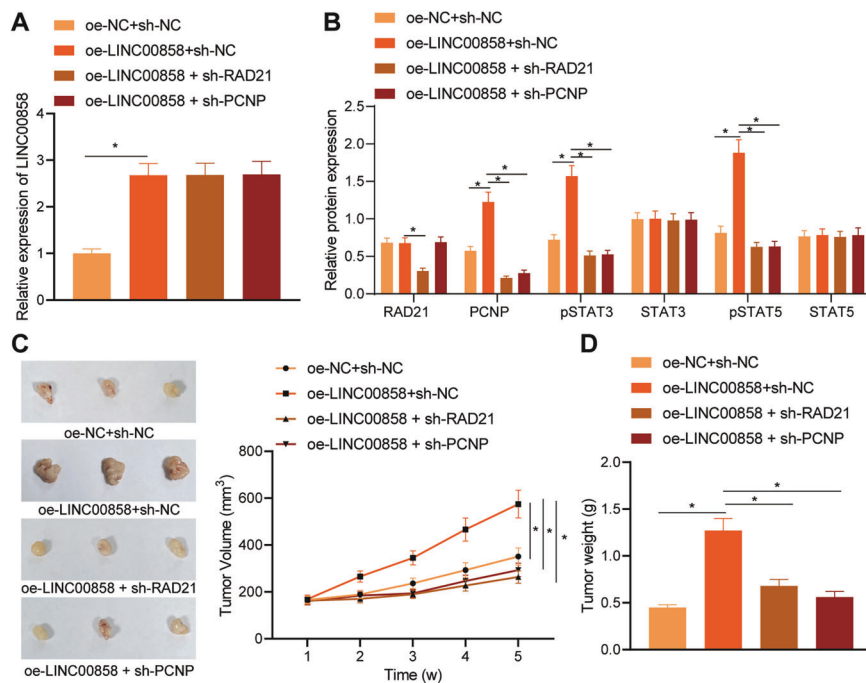 A
oe-NC+sh-NC
oe-LINC00858+sh-NC
oe-LINC00858 + sh-RAD21
oe-LINC00858 + sh-PCNP
Relative expression of LINC00858
4
3
2
1
0
*
B
oe-NC+sh-NC
oe-LINC00858+sh-NC
oe-LINC00858 + sh-RAD21
oe-LINC00858 + sh-PCNP
Relative protein expression
2.5
2.0
1.5
1.0
0.5
0.0
*
* * *
* * *
* * *
RAD21 PCNP pSTAT3 STAT3 pSTAT5 STAT5
C
oe-NC+sh-NC
oe-LINC00858+sh-NC
oe-LINC00858 + sh-RAD21
oe-LINC00858 + sh-PCNP
oe-NC+sh-NC
oe-LINC00858+sh-NC
oe-LINC00858 + sh-RAD21
oe-LINC00858 + sh-PCNP
Tumor Volume (mm³)
800
600
400
200
0
* * *
1 2 3 4 5
Time (w)
D
oe-NC+sh-NC
oe-LINC00858+sh-NC
oe-LINC00858 + sh-RAD21
oe-LINC00858 + sh-PCNP
Tumor weight (g)
2.0
1.5
1.0
0.5
0.0
* * *